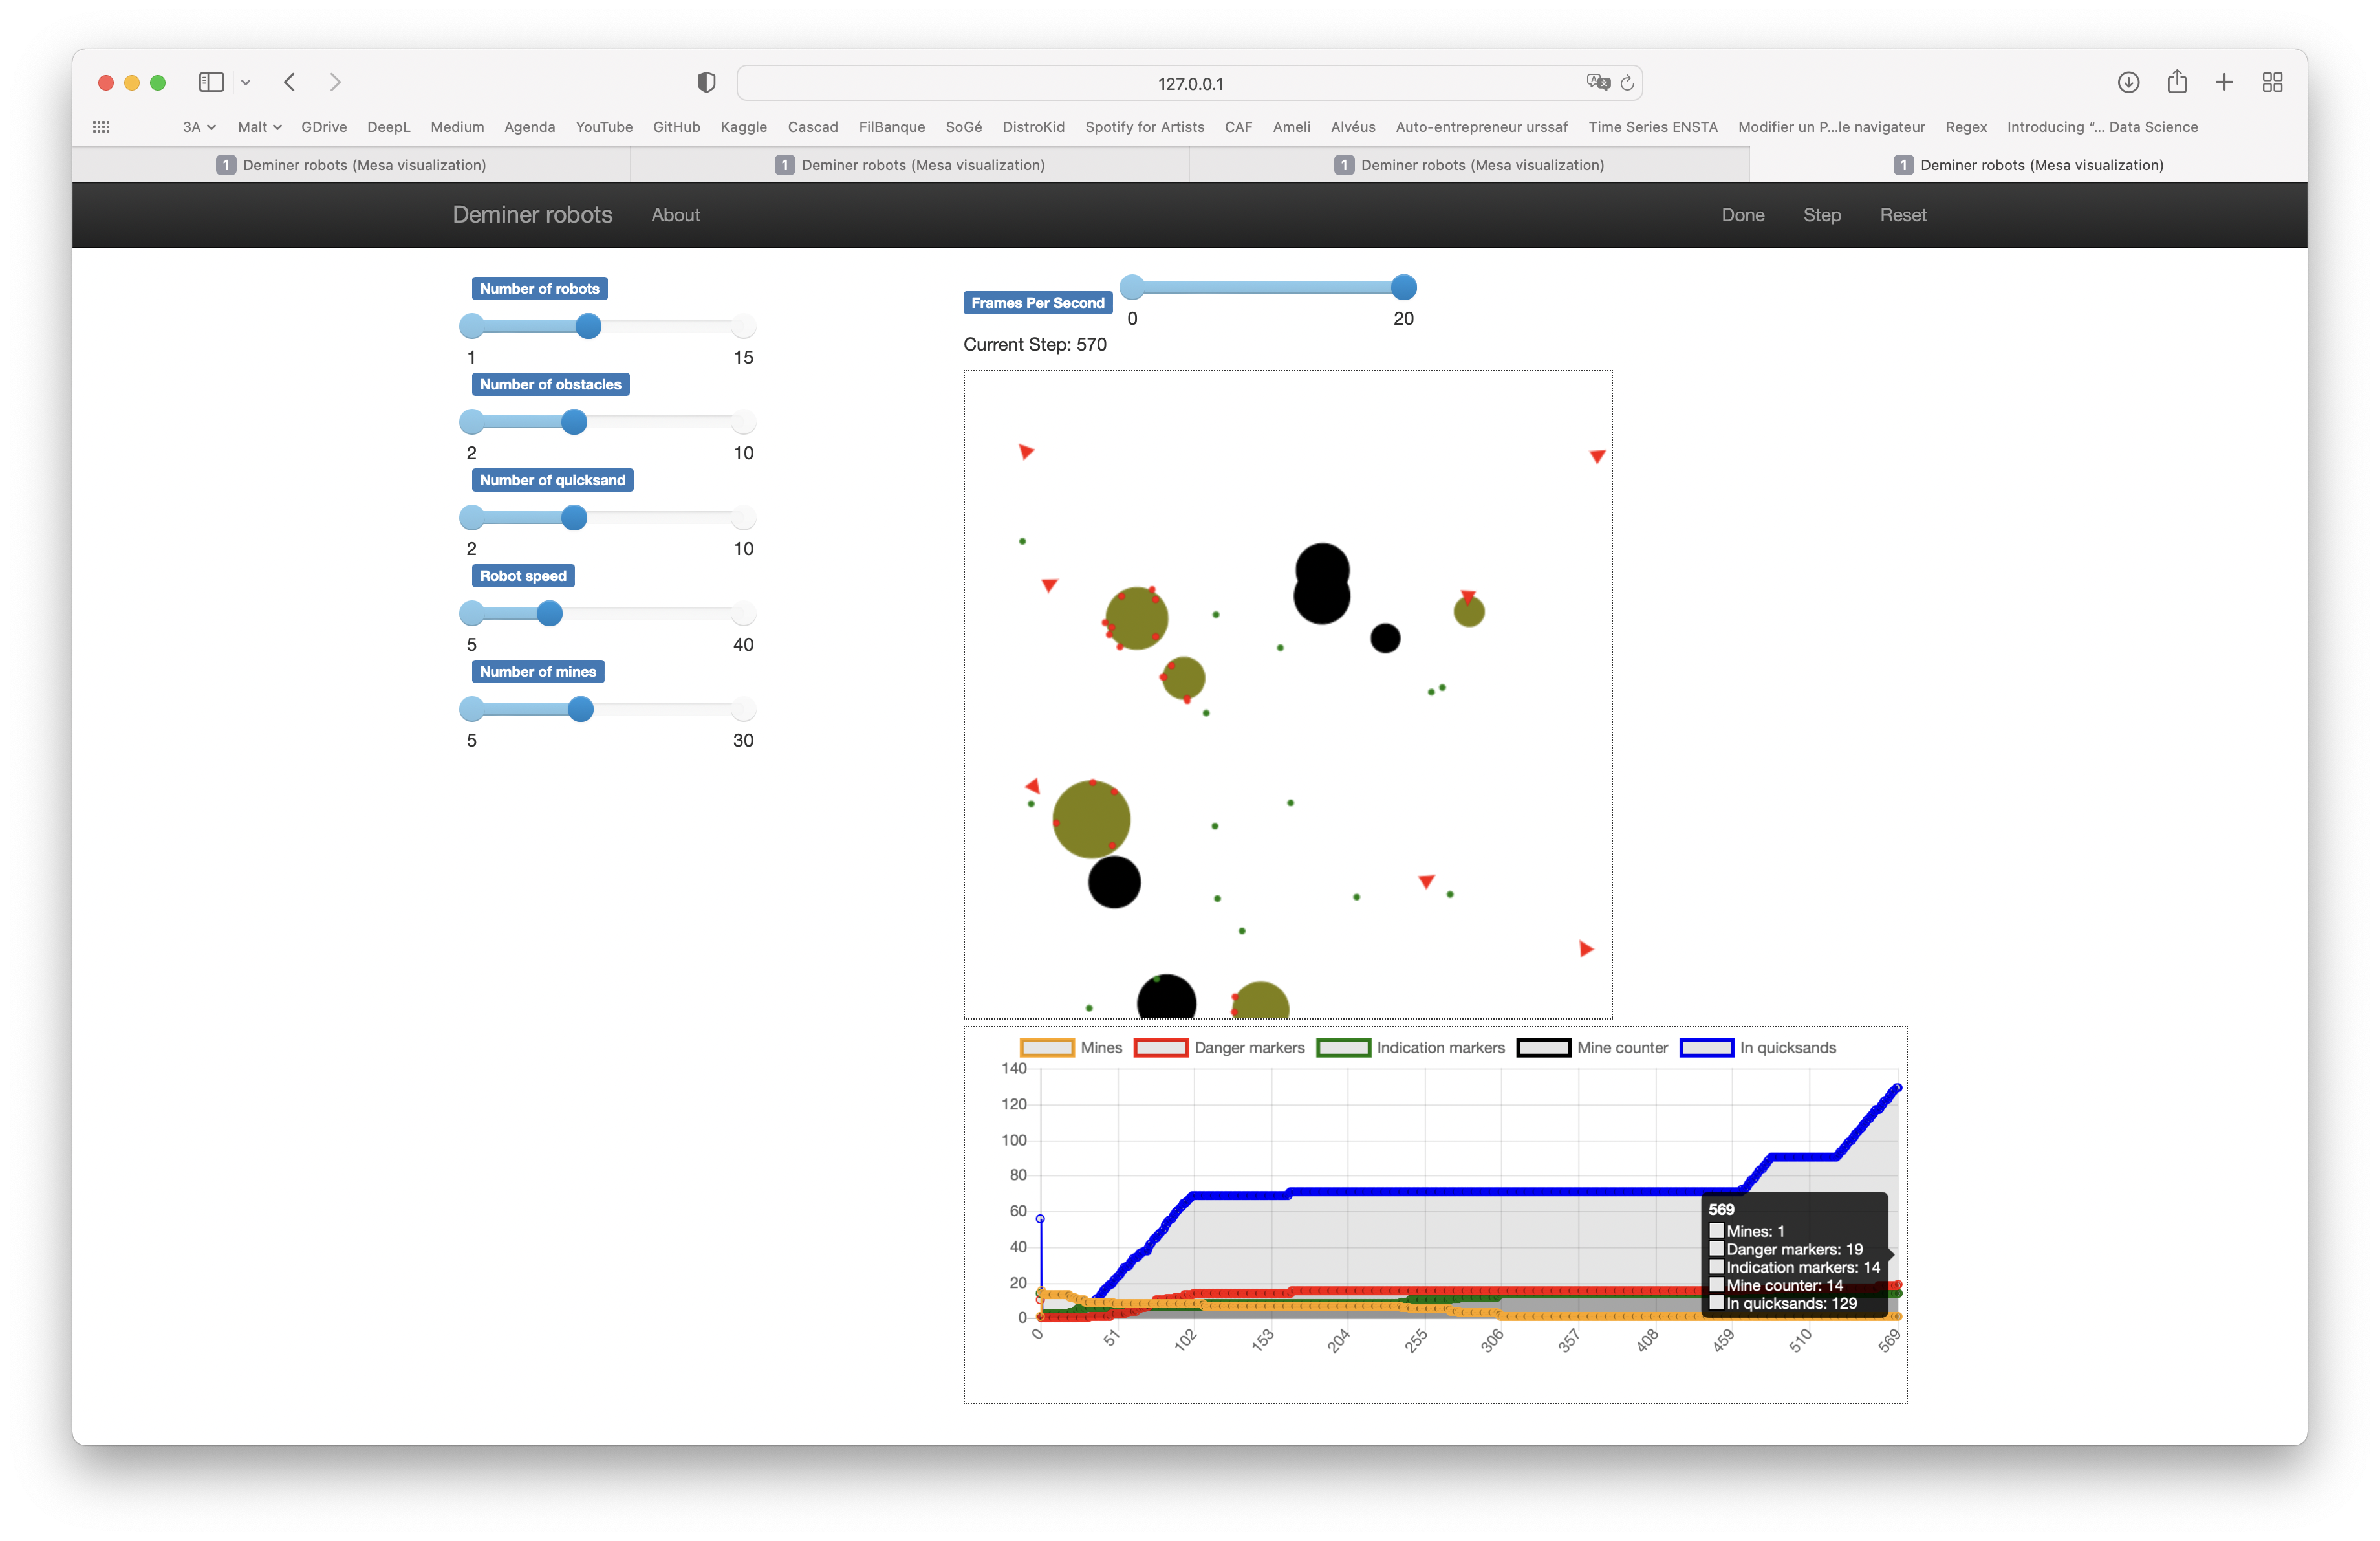 127.0.0.1
3A Malt GDrive DeepL Medium Agenda YouTube GitHub Kaggle Cascad FilBanque SoGé DistroKid Spotify for Artists CAF Ameli Alvéus Auto-entrepreneur urssaf Time Series ENSTA Modifier un P...le navigateur Regex Introducing “... Data Science
1 Deminer robots (Mesa visualization) 1 Deminer robots (Mesa visualization) 1 Deminer robots (Mesa visualization) 1 Deminer robots (Mesa visualization)
Deminer robots About Done Step Reset
Number of robots
1 15
Number of obstacles
2 10
Number of quicksand
2 10
Robot speed
5 40
Number of mines
5 30
Frames Per Second
0 20
Current Step: 570
Mines Danger markers Indication markers Mine counter In quicksands
140
120
100
80
60
40
20
0
0 51 102 153 204 255 306 357 408 459 510 569
569
Mines: 1
Danger markers: 19
Indication markers: 14
Mine counter: 14
In quicksands: 129